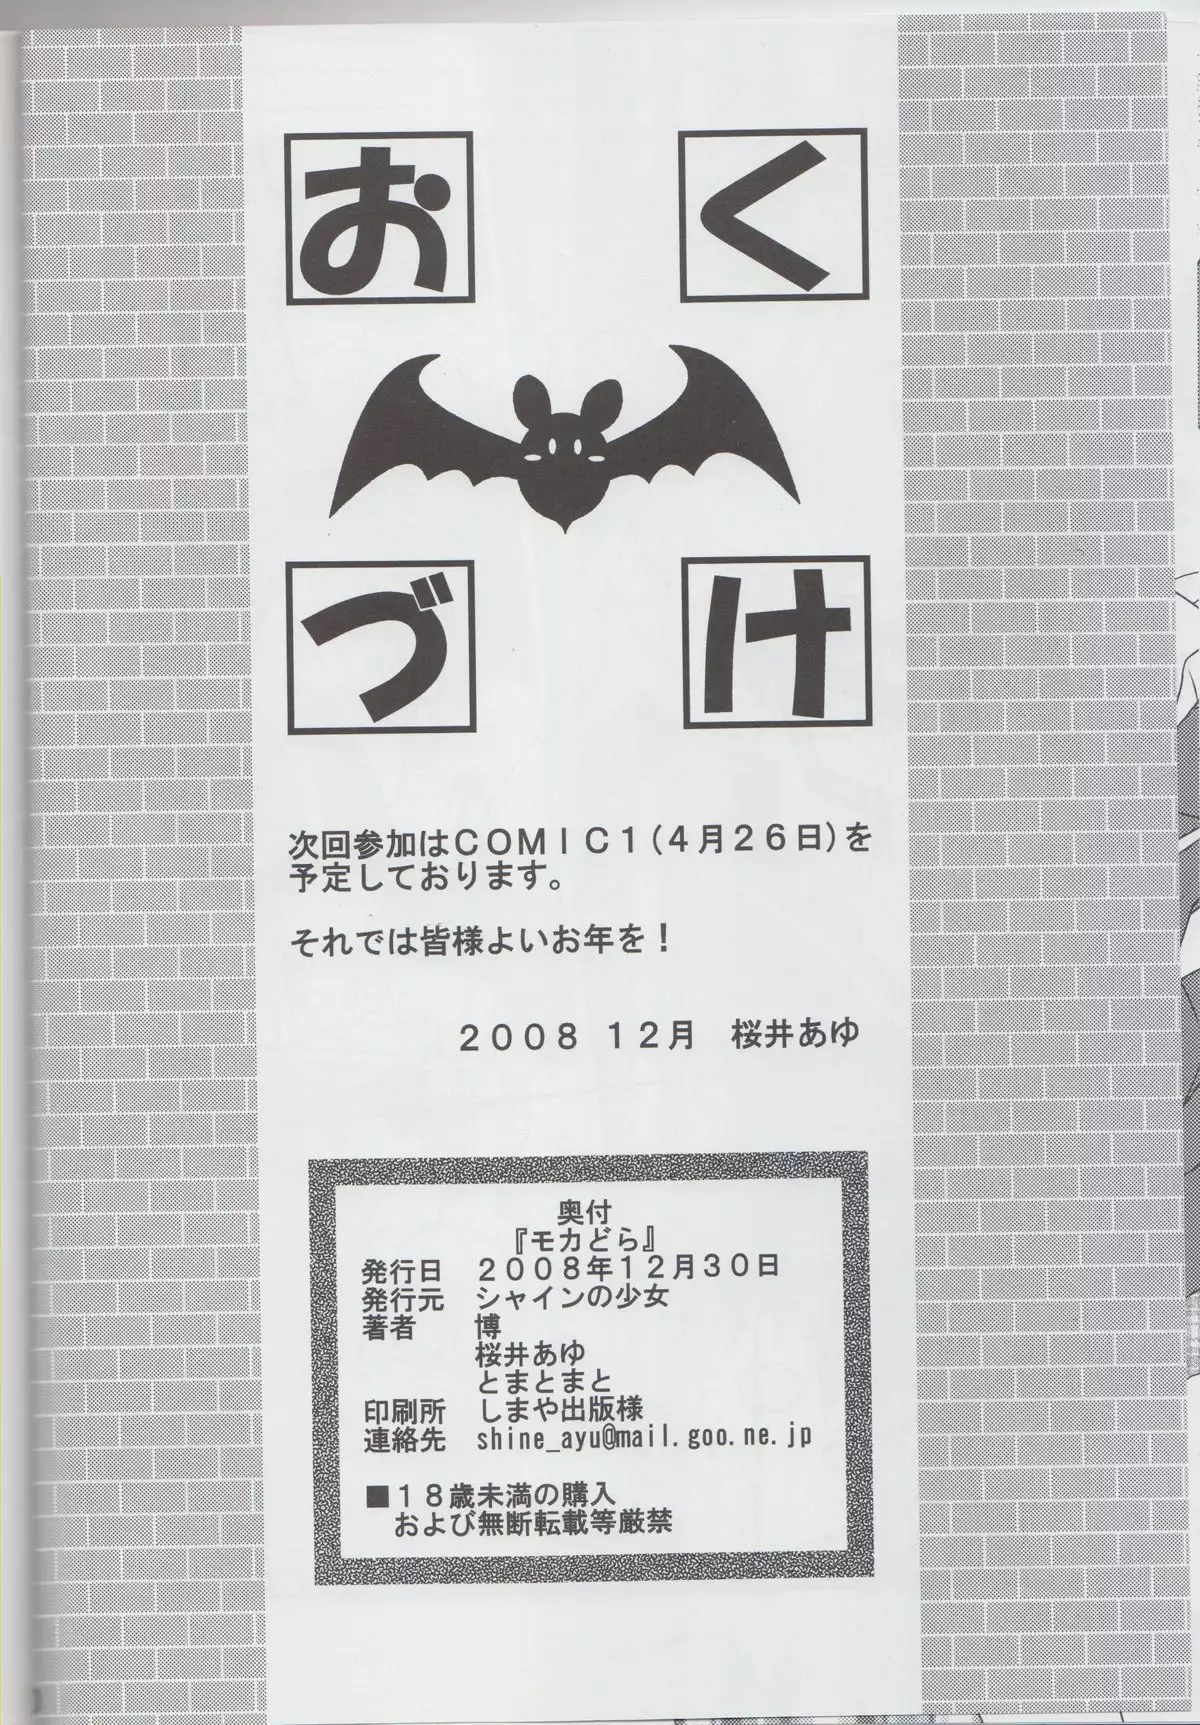 おく
づけ
次回参加はＣＯＭＩＣ１（４月２６日）を
予定しております。
それでは皆様よいお年を！
２００８ １２月　桜井あゆ
奥付
『モカどら』
発行日　２００８年１２月３０日
発行元　シャインの少女
著者　　博
桜井あゆ
とまとまと
印刷所　しまや出版様
連絡先　shine_ayu@mail.goo.ne.jp
■１８歳未満の購入
および無断転載等厳禁